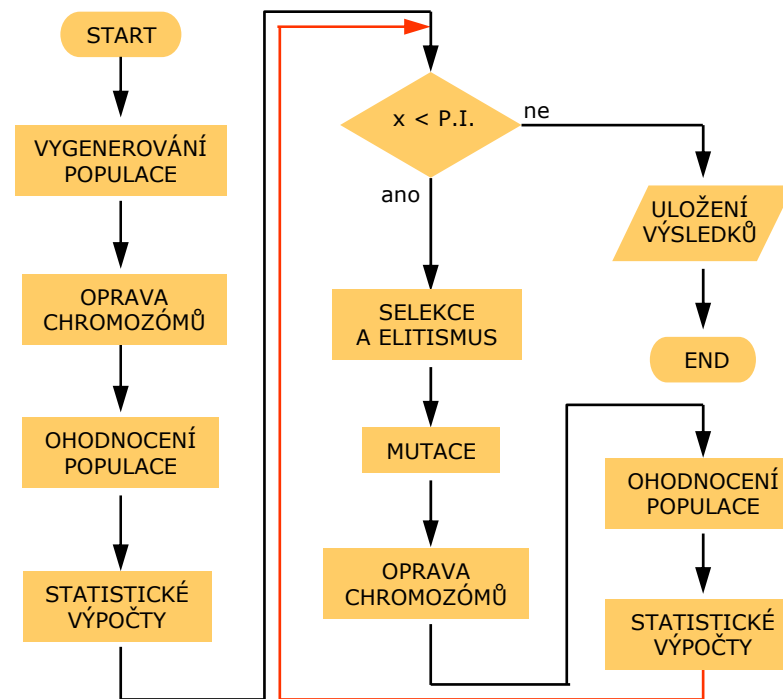 START
VYGENEROVÁNÍ
POPULACE
OPRAVA
CHROMOZÓMŮ
OHODNOCENÍ
POPULACE
STATISTICKÉ
VÝPOČTY
x < P.I.
ne
ano
SELEKCE
A ELITISMUS
MUTACE
OPRAVA
CHROMOZÓMŮ
ULOŽENÍ
VÝSLEDKŮ
END
OHODNOCENÍ
POPULACE
STATISTICKÉ
VÝPOČTY